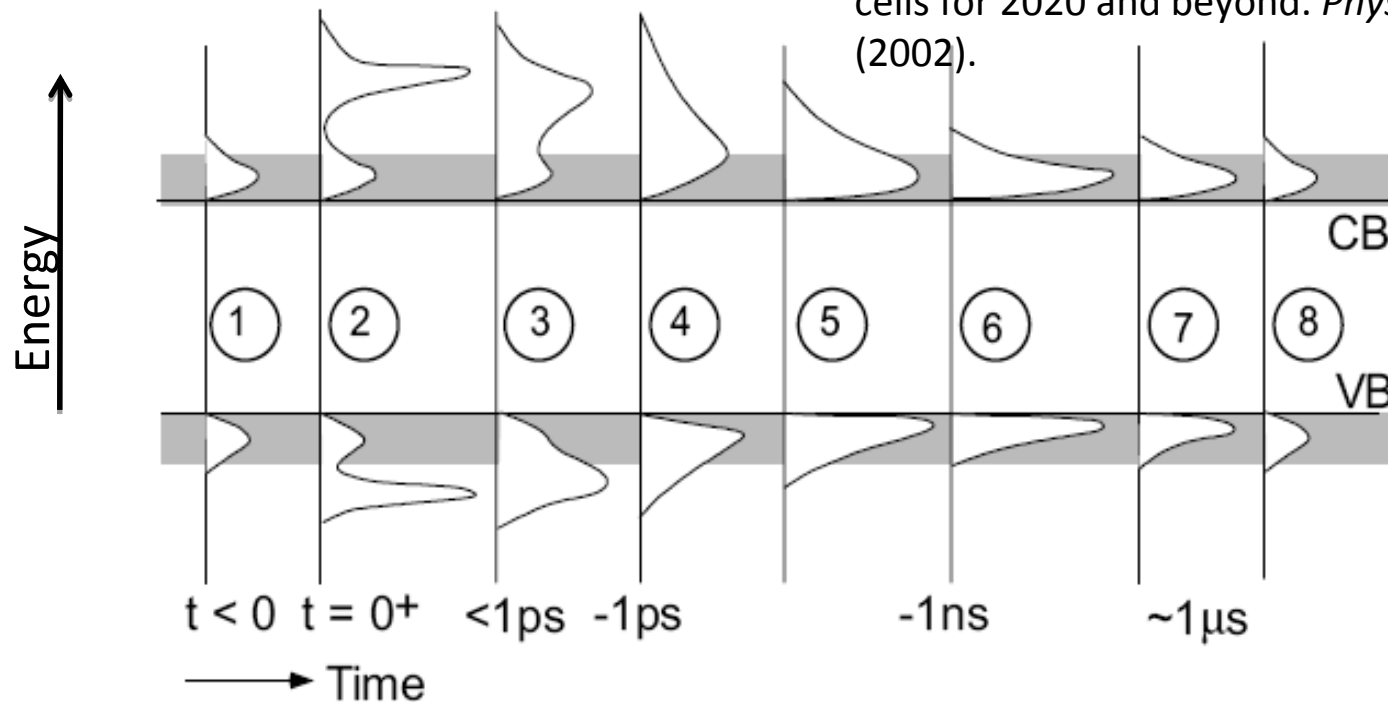 cells for 2020 and beyond. Phys
(2002).
Energy
CB
1 2 3 4 5 6 7 8
VB
t < 0 t = 0+ <1ps -1ps -1ns ~1µs
Time